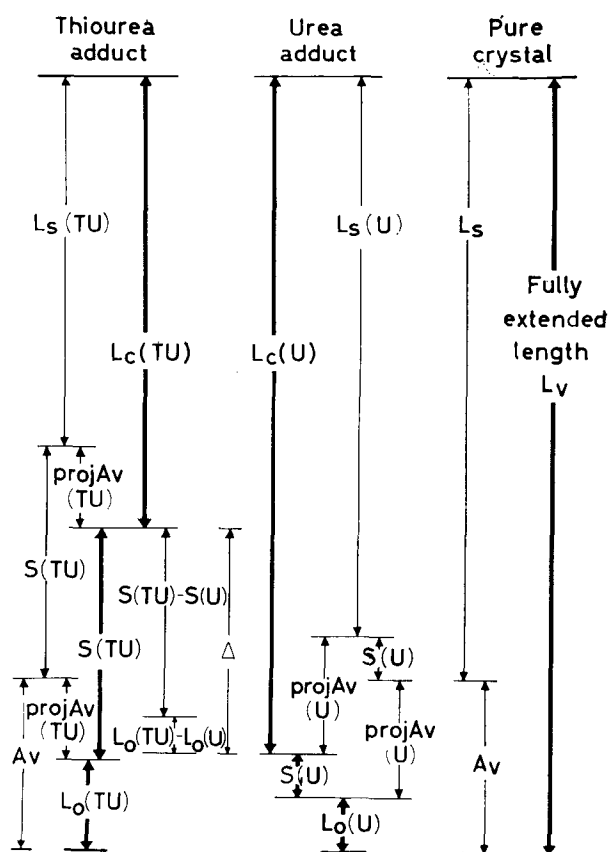 Thiourea
adduct
Urea
adduct
Pure
crystal
Ls(TU)
Ls(U)
Ls
Fully
extended
length
Lv
Lc(TU)
Lc(U)
projAv
(TU)
S(TU)
S(TU)-S(U)
S(TU)
Δ
S(U)
projAv
(U)
projAv
(TU)
Lo(TU)-Lo(U)
projAv
(U)
Av
S(U)
Av
Lo(TU)
Lo(U)